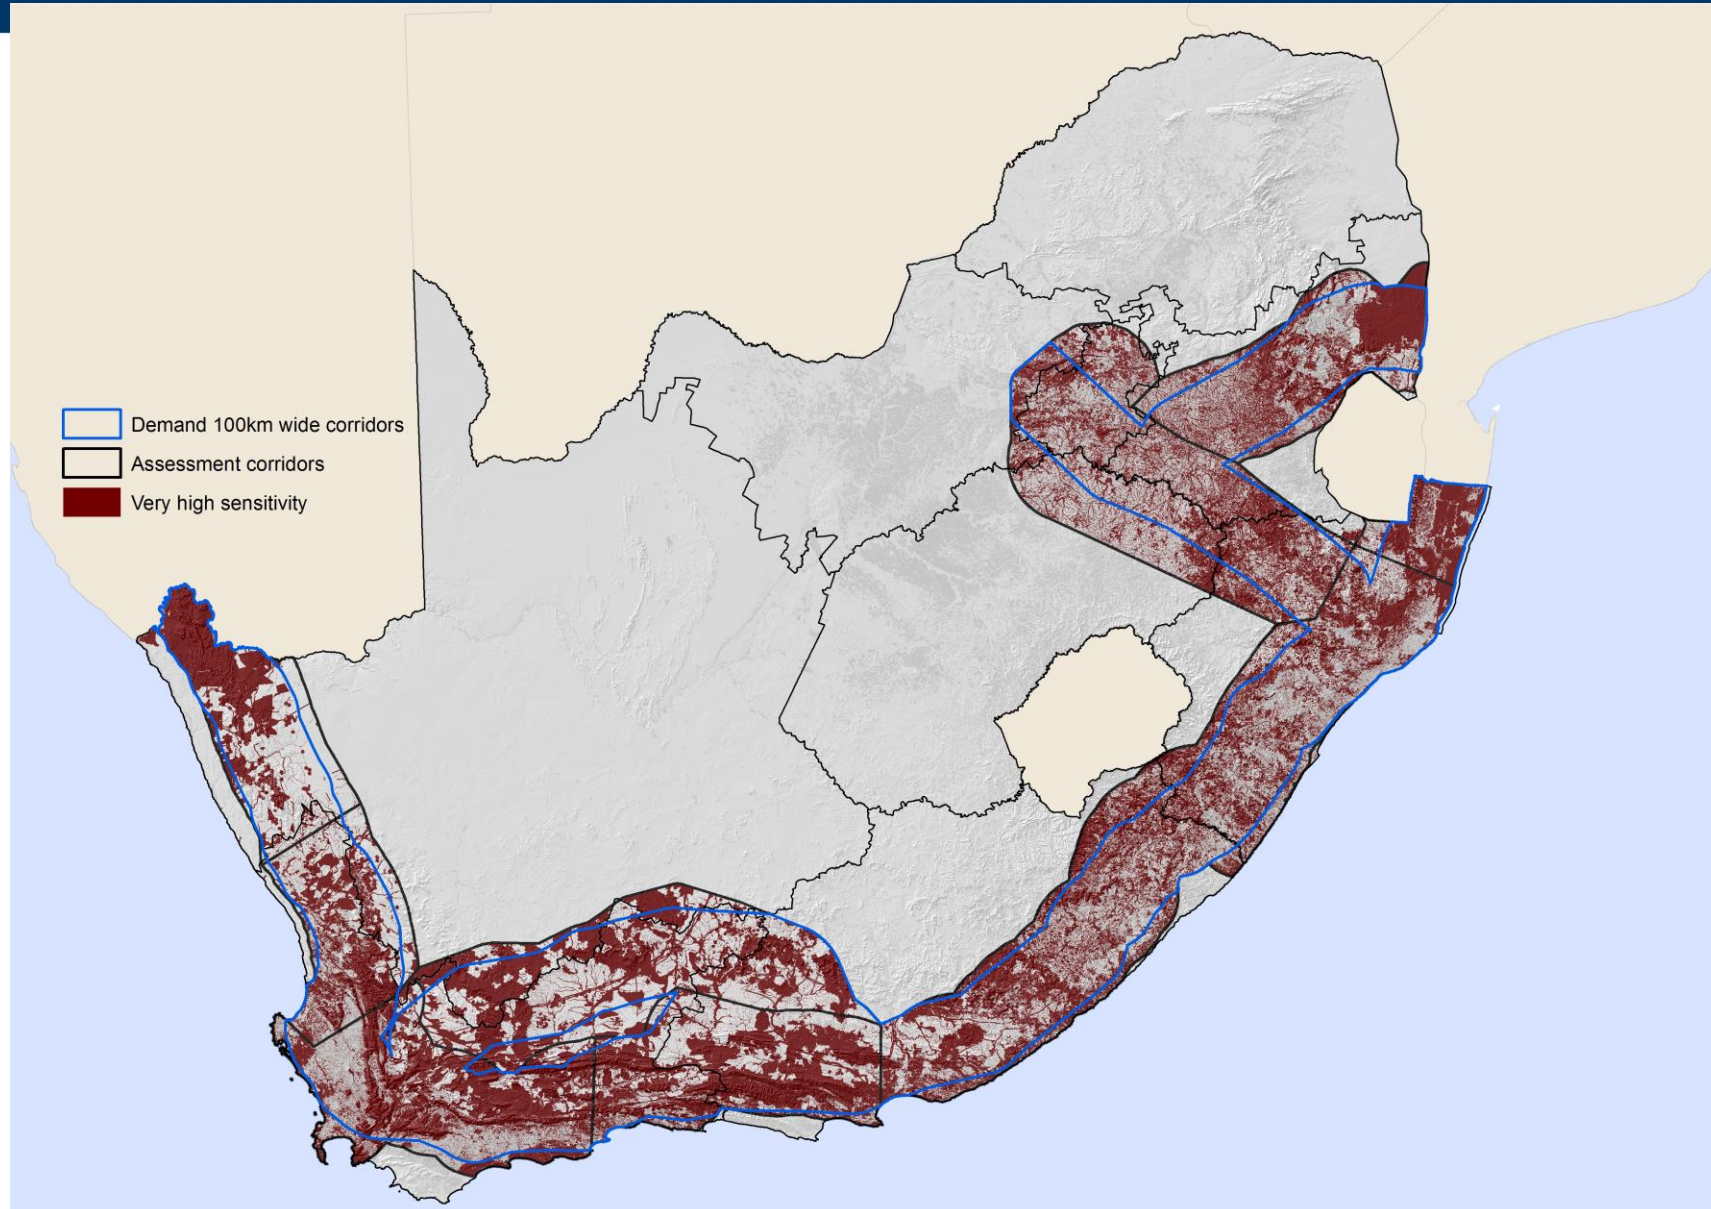 Demand 100km wide corridors
Assessment corridors
Very high sensitivity